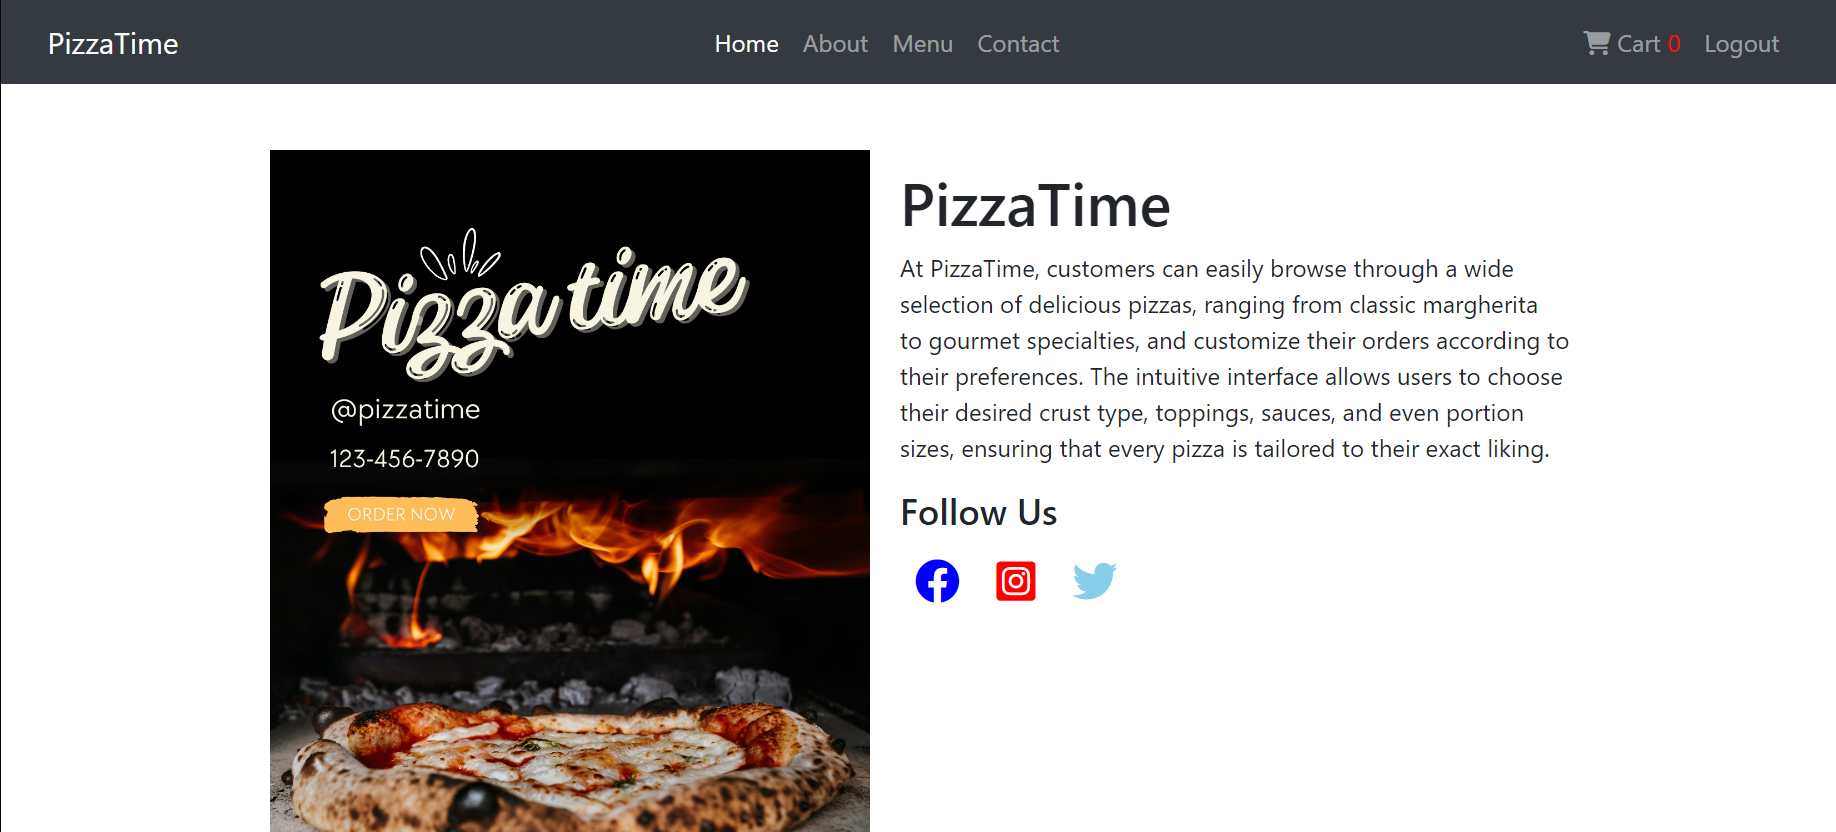 PizzaTime
Home About Menu Contact
Cart 0 Logout
Pizza time
@pizzatime
123-456-7890
ORDER NOW
PizzaTime
At PizzaTime, customers can easily browse through a wide
selection of delicious pizzas, ranging from classic margherita
to gourmet specialties, and customize their orders according to
their preferences. The intuitive interface allows users to choose
their desired crust type, toppings, sauces, and even portion
sizes, ensuring that every pizza is tailored to their exact liking.
Follow Us